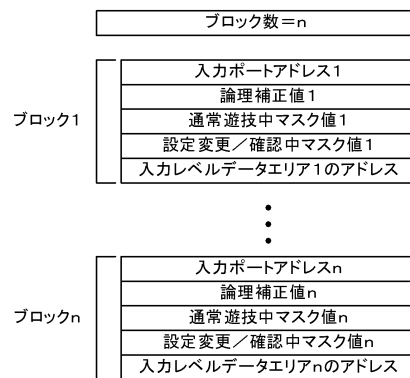 ブロック数=n
ブロック1
入力ポートアドレス1
論理補正値1
通常遊技中マスク値1
設定変更/確認中マスク値1
入力レベルデータエリア1のアドレス
ブロックn
入力ポートアドレスn
論理補正値n
通常遊技中マスク値n
設定変更/確認中マスク値n
入力レベルデータエリアnのアドレス